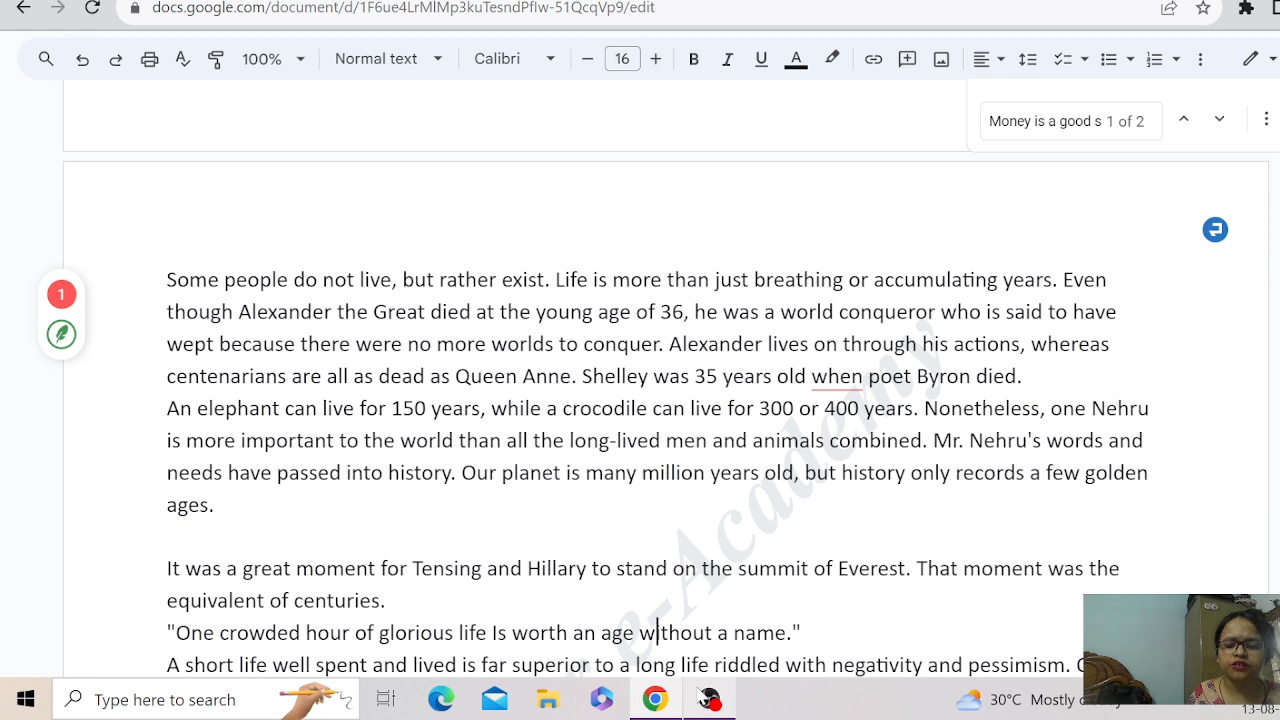 docs.google.com/document/d/1F6ue4LrMlMp3kuTesndPflw-51QcqVp9/edit
100% Normal text Calibri 16 B I U A
Money is a good s 1 of 2
1
Some people do not live, but rather exist. Life is more than just breathing or accumulating years. Even
though Alexander the Great died at the young age of 36, he was a world conqueror who is said to have
wept because there were no more worlds to conquer. Alexander lives on through his actions, whereas
centenarians are all as dead as Queen Anne. Shelley was 35 years old when poet Byron died.
An elephant can live for 150 years, while a crocodile can live for 300 or 400 years. Nonetheless, one Nehru
is more important to the world than all the long-lived men and animals combined. Mr. Nehru's words and
needs have passed into history. Our planet is many million years old, but history only records a few golden
ages.
It was a great moment for Tensing and Hillary to stand on the summit of Everest. That moment was the
equivalent of centuries.
"One crowded hour of glorious life Is worth an age without a name."
A short life well spent and lived is far superior to a long life riddled with negativity and pessimism.
e-Academy
Type here to search 30°C Mostly
13-08-